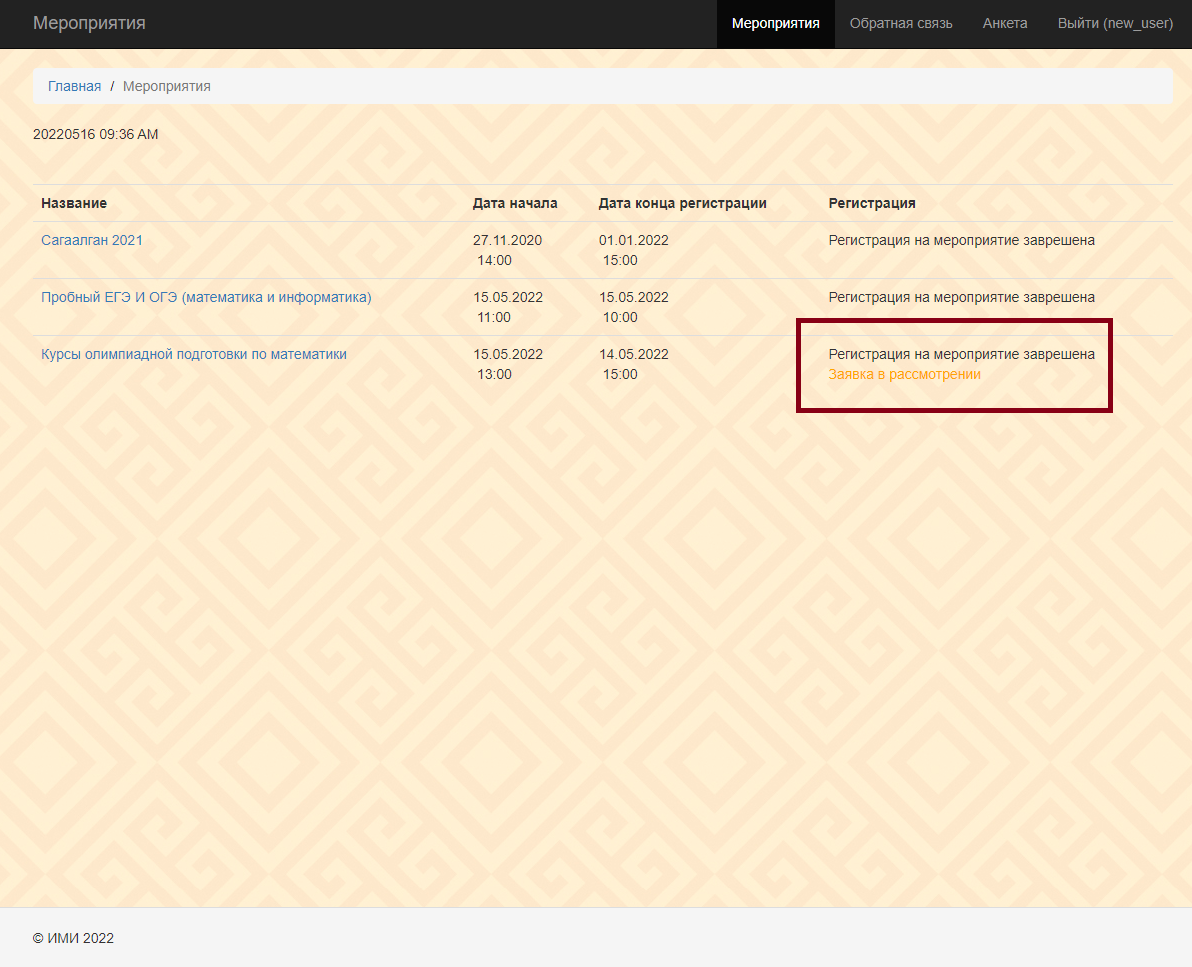 Мероприятия Мероприятия Обратная связь Анкета Выйти (new_user)
Главная / Мероприятия
20220516 09:36 AM
Название Дата начала Дата конца регистрации Регистрация
Сагаалган 2021 27.11.2020 01.01.2022 Регистрация на мероприятие заврешена
14:00 15:00
Пробный ЕГЭ И ОГЭ (математика и информатика) 15.05.2022 15.05.2022 Регистрация на мероприятие заврешена
11:00 10:00
Курсы олимпиадной подготовки по математики 15.05.2022 14.05.2022 Регистрация на мероприятие заврешена
13:00 15:00 Заявка в рассмотрении
© ИМИ 2022